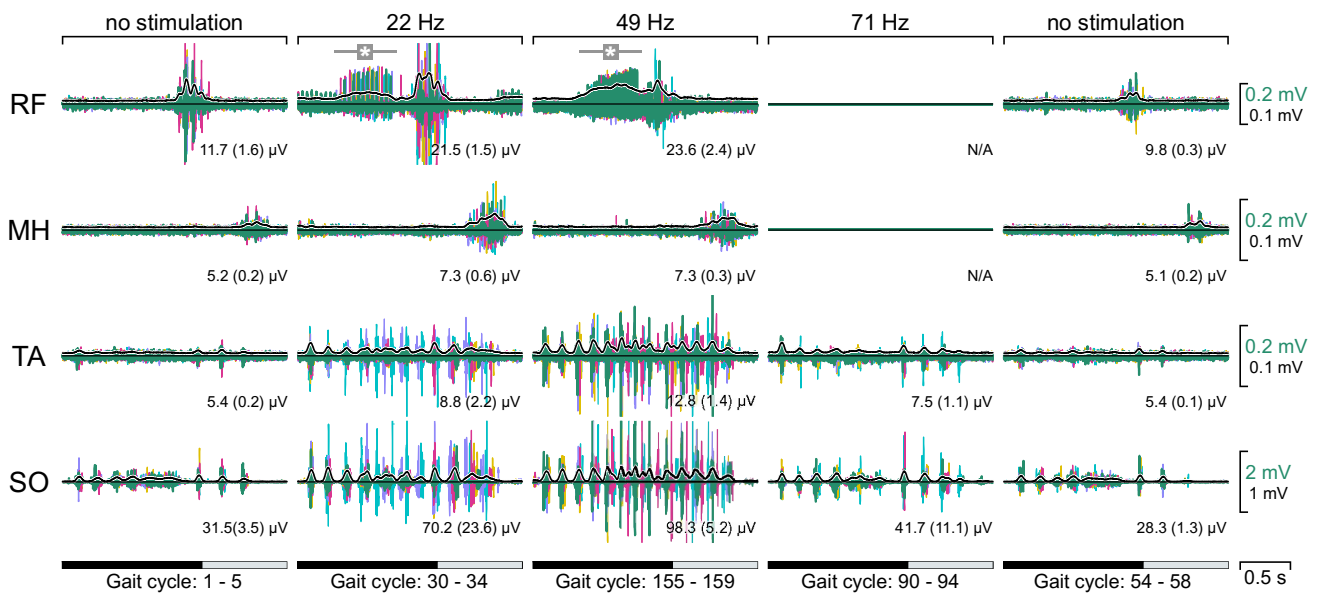 no stimulation 22 Hz 49 Hz 71 Hz no stimulation
* *
RF 0.2 mV
0.1 mV
11.7 (1.6) µV 21.5 (1.5) µV 23.6 (2.4) µV N/A 9.8 (0.3) µV
MH 0.2 mV
0.1 mV
5.2 (0.2) µV 7.3 (0.6) µV 7.3 (0.3) µV N/A 5.1 (0.2) µV
TA 0.2 mV
0.1 mV
5.4 (0.2) µV 8.8 (2.2) µV 12.8 (1.4) µV 7.5 (1.1) µV 5.4 (0.1) µV
SO 2 mV
1 mV
31.5(3.5) µV 70.2 (23.6) µV 98.3 (5.2) µV 41.7 (11.1) µV 28.3 (1.3) µV
Gait cycle: 1 - 5 Gait cycle: 30 - 34 Gait cycle: 155 - 159 Gait cycle: 90 - 94 Gait cycle: 54 - 58 0.5 s